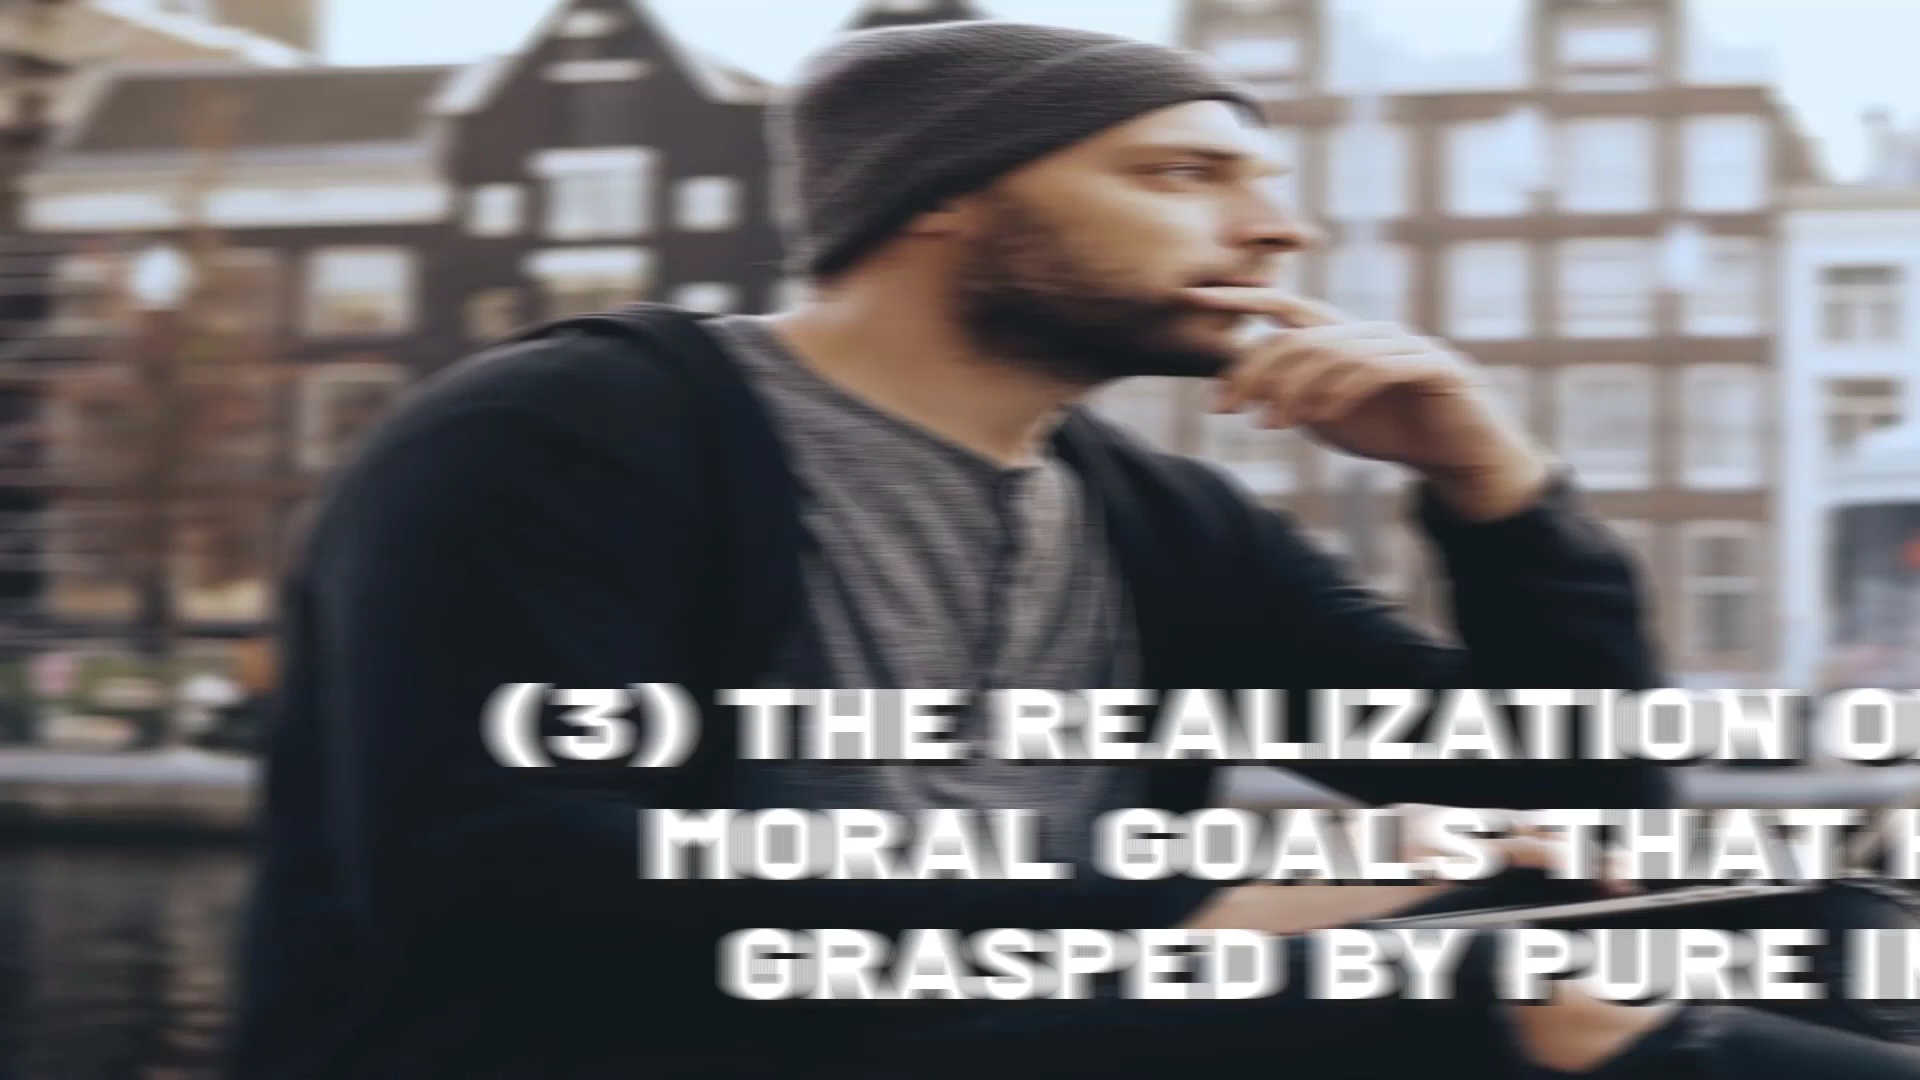 (3) THE REALIZATION
MORAL GOALS THAT
GRASPED BY PURE